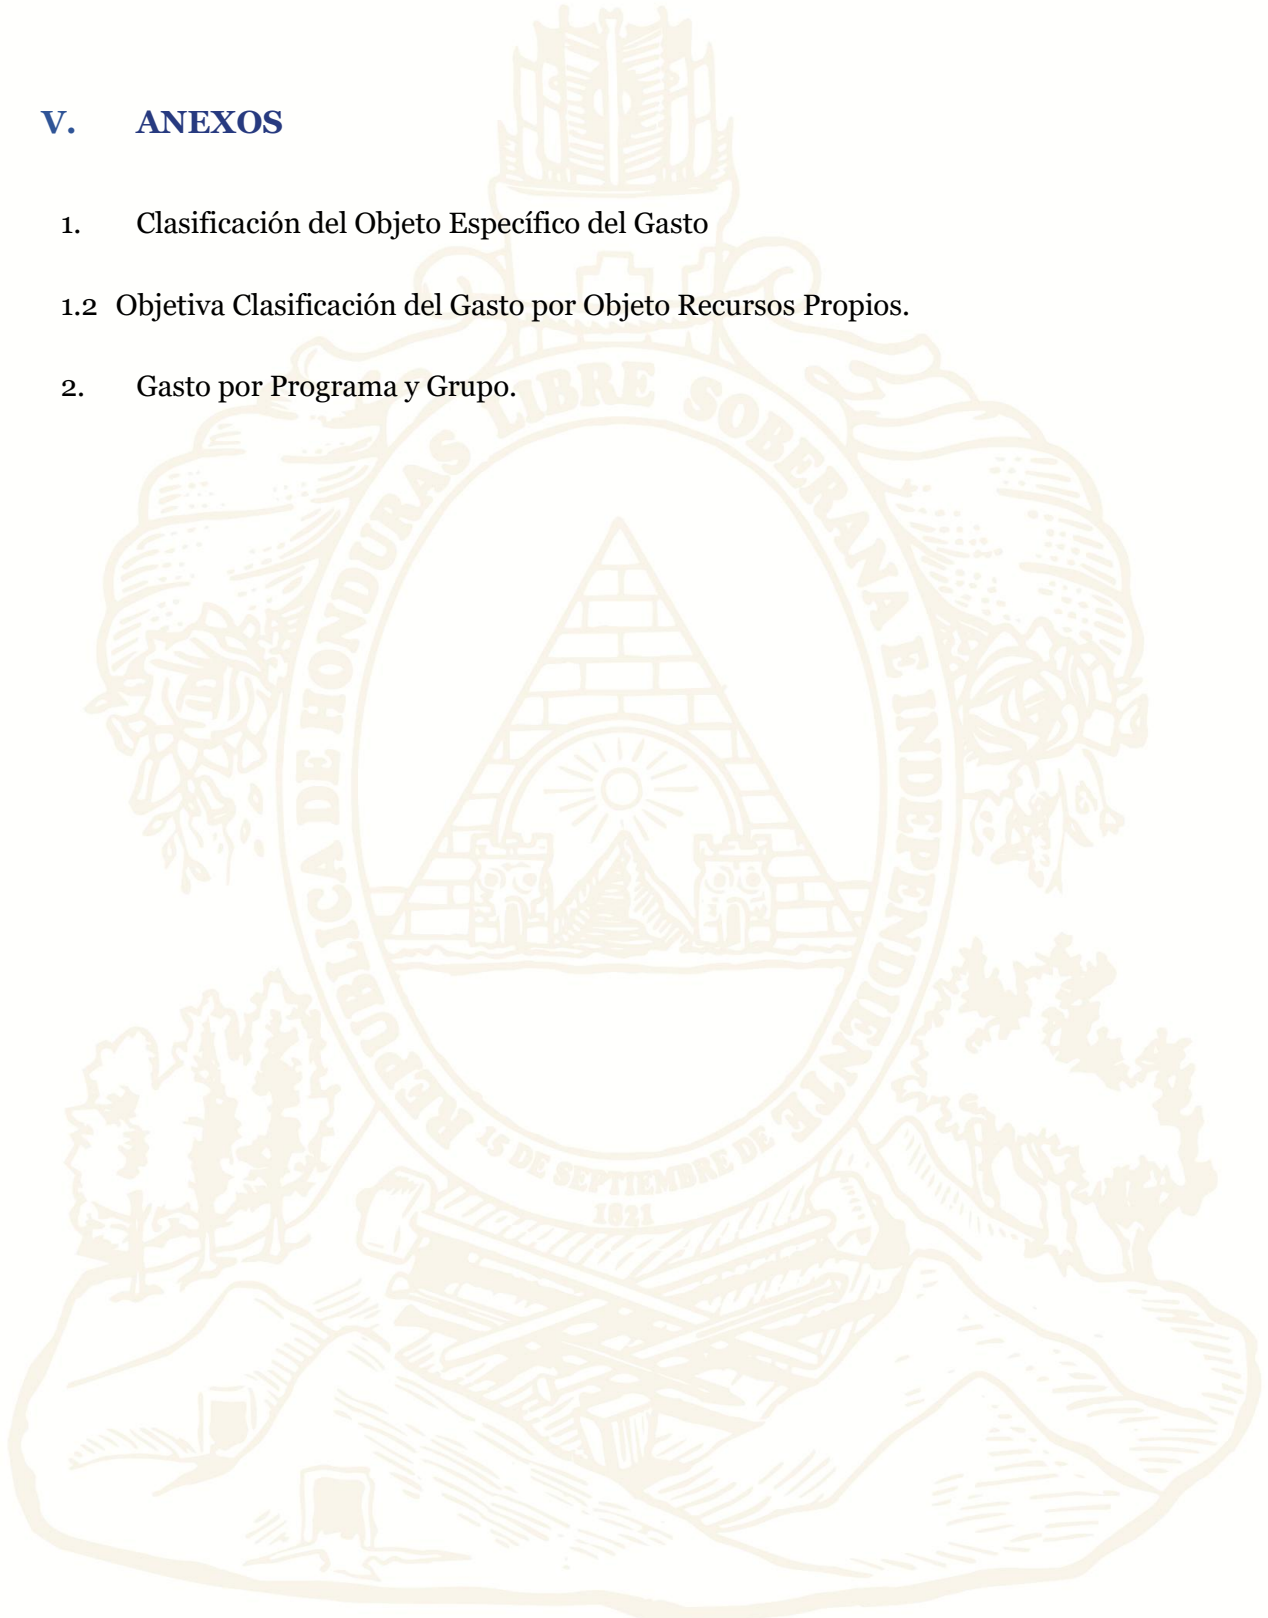 V. ANEXOS
1. Clasificación del Objeto Específico del Gasto
1.2 Objetiva Clasificación del Gasto por Objeto Recursos Propios.
2. Gasto por Programa y Grupo.
REPUBLICA DE HONDURAS LIBRE SOBERANA E INDEPENDIENTE
15 DE SEPTIEMBRE DE
1821